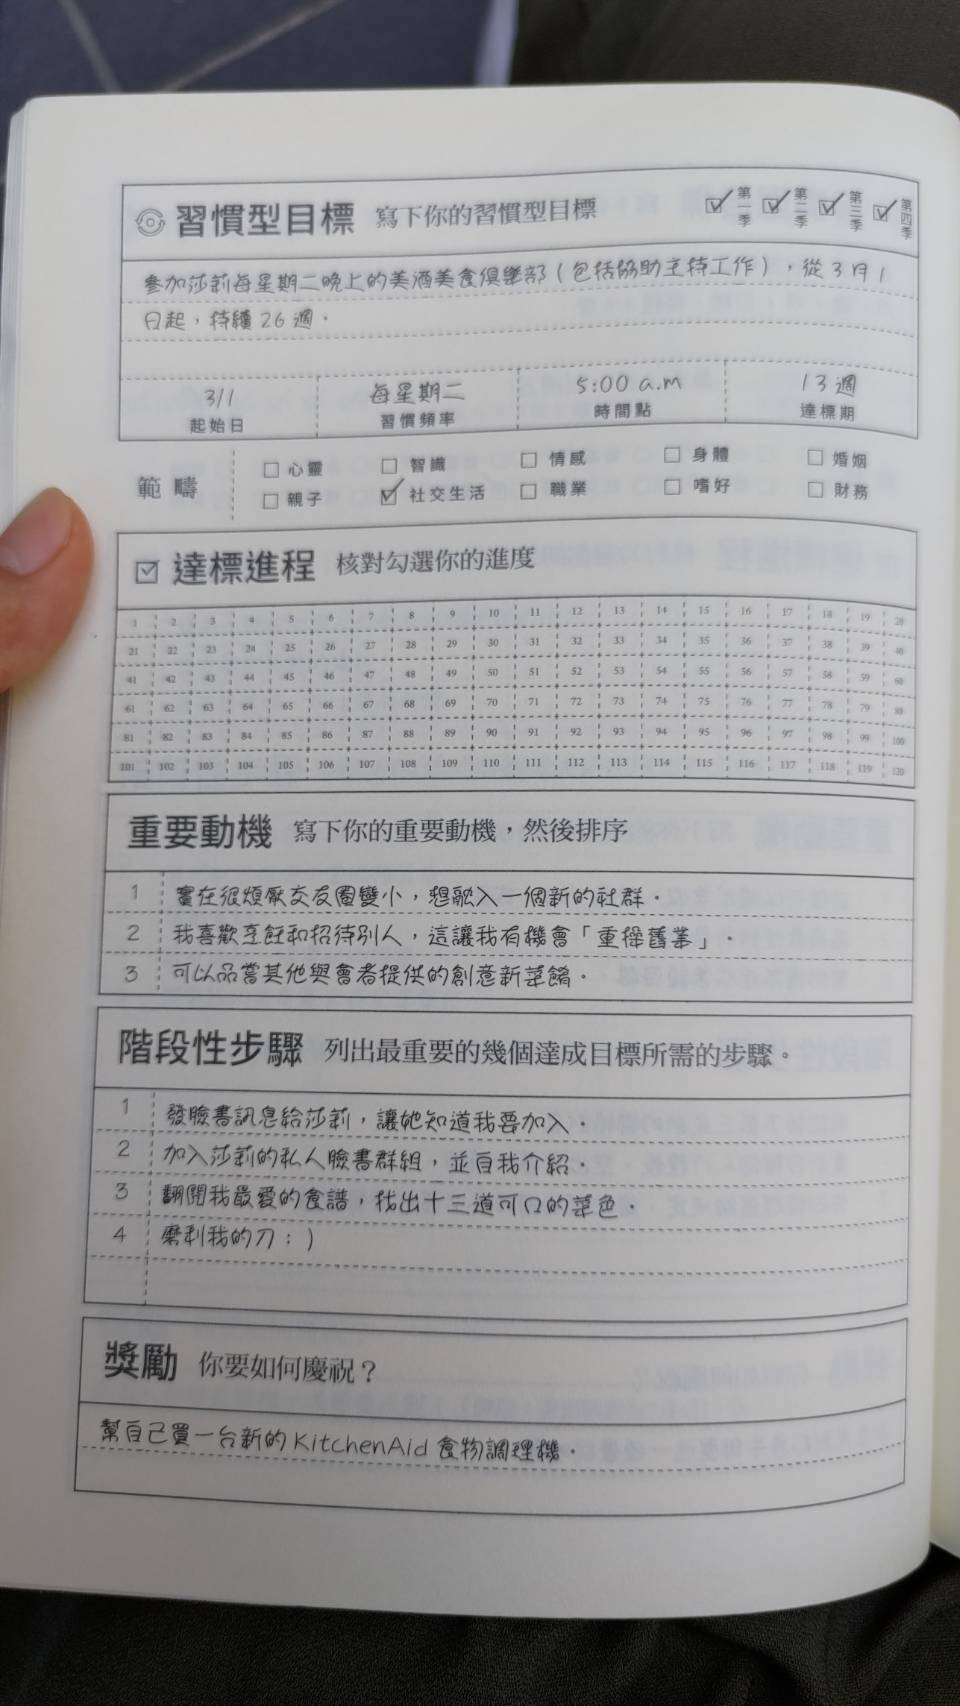 習慣型目標 寫下你的習慣型目標 ☑第一季 ☑第二季 ☑第三季 ☑第四季
參加莎莉每星期二晚上的美酒美食俱樂部(包括協助主持工作),從3月1
日起,持續26週。
3/1 每星期二 5:00 a.m 13週
起始日 習慣頻率 時間點 達標期
範疇
□ 心靈 □ 智識 □ 情感 □ 身體 □ 婚姻
□ 親子 ☑ 社交生活 □ 職業 □ 嗜好 □ 財務
☑ 達標進程 核對勾選你的進度
1 2 3 4 5 6 7 8 9 10 11 12 13 14 15 16 17 18 19 20
21 22 23 24 25 26 27 28 29 30 31 32 33 34 35 36 37 38 39 40
41 42 43 44 45 46 47 48 49 50 51 52 53 54 55 56 57 58 59 60
61 62 63 64 65 66 67 68 69 70 71 72 73 74 75 76 77 78 79 80
81 82 83 84 85 86 87 88 89 90 91 92 93 94 95 96 97 98 99 100
101 102 103 104 105 106 107 108 109 110 111 112 113 114 115 116 117 118 119 120
重要動機 寫下你的重要動機,然後排序
1 實在很煩厭交友圈變小,想融入一個新的社群。
2 我喜歡烹飪和招待別人,這讓我有機會「重操舊業」。
3 可以品嘗其他與會者提供的創意新菜餚。
階段性步驟 列出最重要的幾個達成目標所需的步驟。
1 發臉書訊息給莎莉,讓她知道我要加入。
2 加入莎莉的私人臉書群組,並自我介紹。
3 翻閱我最愛的食譜,找出十三道可口的菜色。
4 磨利我的刀:)
獎勵 你要如何慶祝?
幫自己買一台新的KitchenAid食物調理機。